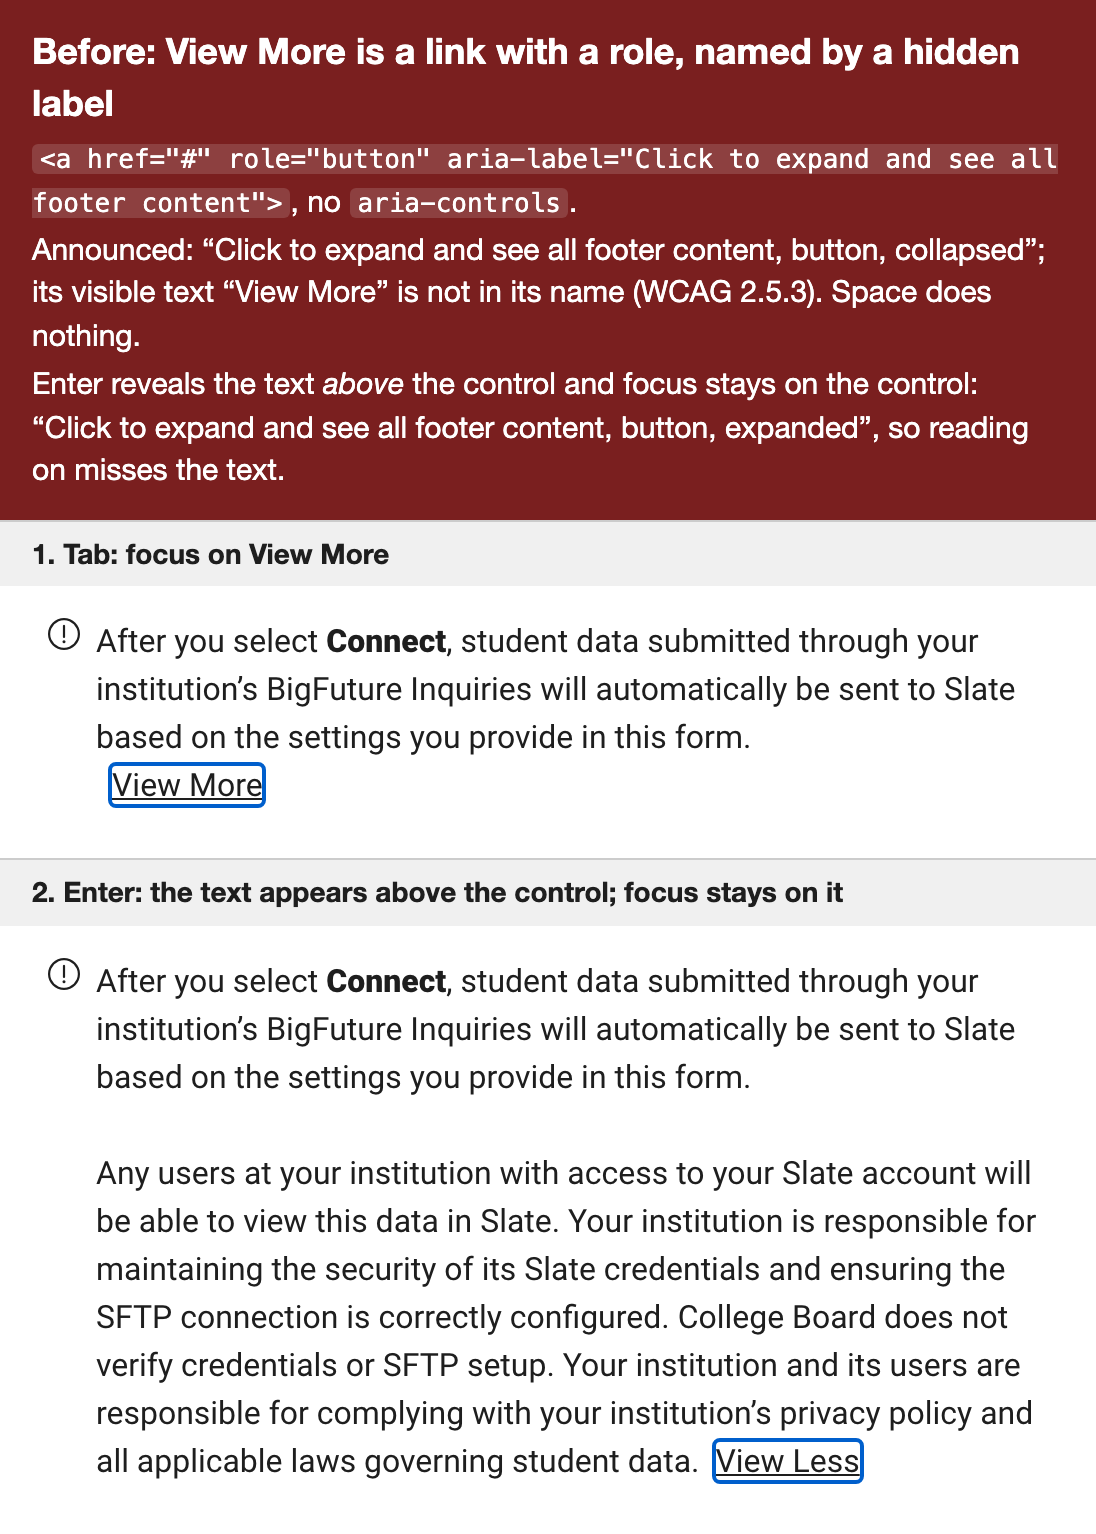 Before: View More is a link with a role, named by a hidden
label
<a href="#" role="button" aria-label="Click to expand and see all
footer content">, no aria-controls.
Announced: “Click to expand and see all footer content, button, collapsed”;
its visible text “View More” is not in its name (WCAG 2.5.3). Space does
nothing.
Enter reveals the text above the control and focus stays on the control:
“Click to expand and see all footer content, button, expanded”, so reading
on misses the text.
1. Tab: focus on View More
After you select Connect, student data submitted through your
institution’s BigFuture Inquiries will automatically be sent to Slate
based on the settings you provide in this form.
View More
2. Enter: the text appears above the control; focus stays on it
After you select Connect, student data submitted through your
institution’s BigFuture Inquiries will automatically be sent to Slate
based on the settings you provide in this form.
Any users at your institution with access to your Slate account will
be able to view this data in Slate. Your institution is responsible for
maintaining the security of its Slate credentials and ensuring the
SFTP connection is correctly configured. College Board does not
verify credentials or SFTP setup. Your institution and its users are
responsible for complying with your institution’s privacy policy and
all applicable laws governing student data. View Less